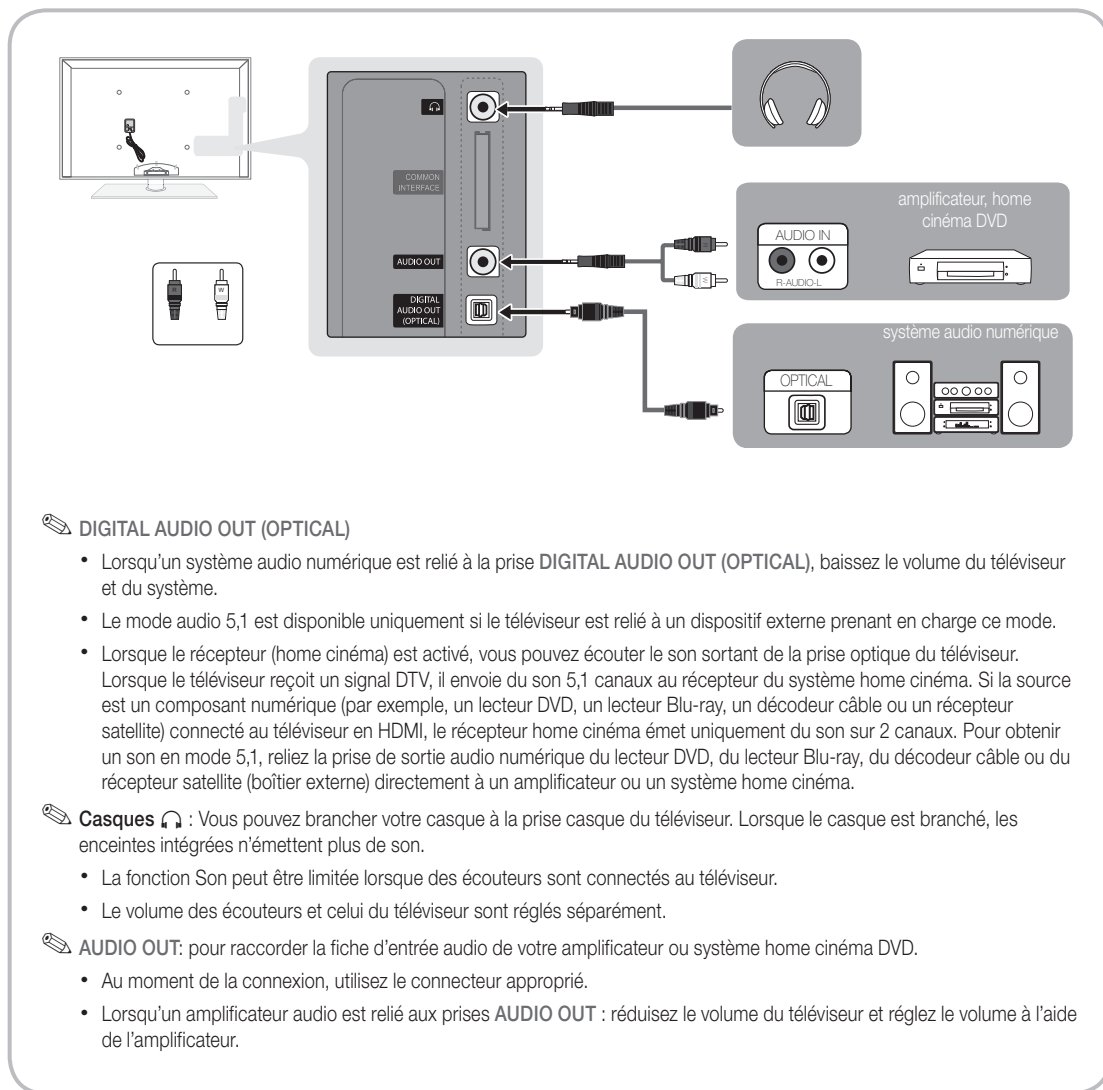 COMMON
INTERFACE
AUDIO OUT
DIGITAL
AUDIO OUT
(OPTICAL)
R
W
R
W
amplificateur, home
cinéma DVD
AUDIO IN
R-AUDIO-L
système audio numérique
OPTICAL
DIGITAL AUDIO OUT (OPTICAL)
• Lorsqu’un système audio numérique est relié à la prise DIGITAL AUDIO OUT (OPTICAL), baissez le volume du téléviseur
et du système.
• Le mode audio 5,1 est disponible uniquement si le téléviseur est relié à un dispositif externe prenant en charge ce mode.
• Lorsque le récepteur (home cinéma) est activé, vous pouvez écouter le son sortant de la prise optique du téléviseur.
Lorsque le téléviseur reçoit un signal DTV, il envoie du son 5,1 canaux au récepteur du système home cinéma. Si la source
est un composant numérique (par exemple, un lecteur DVD, un lecteur Blu-ray, un décodeur câble ou un récepteur
satellite) connecté au téléviseur en HDMI, le récepteur home cinéma émet uniquement du son sur 2 canaux. Pour obtenir
un son en mode 5,1, reliez la prise de sortie audio numérique du lecteur DVD, du lecteur Blu-ray, du décodeur câble ou du
récepteur satellite (boîtier externe) directement à un amplificateur ou un système home cinéma.
Casques : Vous pouvez brancher votre casque à la prise casque du téléviseur. Lorsque le casque est branché, les
enceintes intégrées n’émettent plus de son.
• La fonction Son peut être limitée lorsque des écouteurs sont connectés au téléviseur.
• Le volume des écouteurs et celui du téléviseur sont réglés séparément.
AUDIO OUT: pour raccorder la fiche d’entrée audio de votre amplificateur ou système home cinéma DVD.
• Au moment de la connexion, utilisez le connecteur approprié.
• Lorsqu’un amplificateur audio est relié aux prises AUDIO OUT : réduisez le volume du téléviseur et réglez le volume à l’aide
de l’amplificateur.